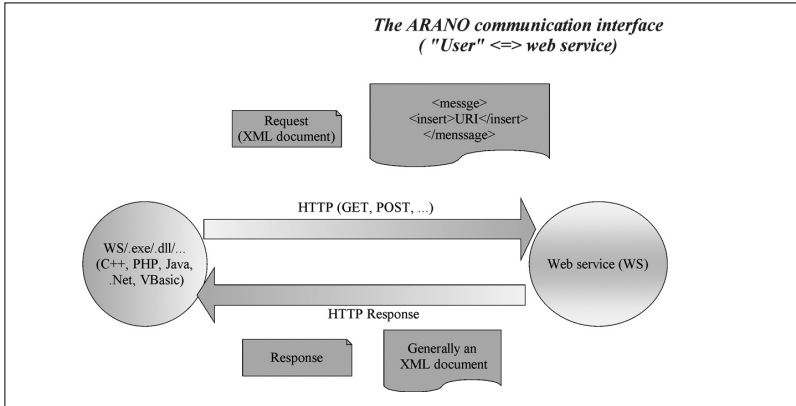 The ARANO communication interface
( "User" <=> web service)
Request
(XML document)
<messge>
<insert>URI</insert>
</menssage>
HTTP (GET, POST, ...)
WS/.exe/.dll/...
(C++, PHP, Java,
.Net, VBasic)
Web service (WS)
HTTP Response
Response
Generally an
XML document